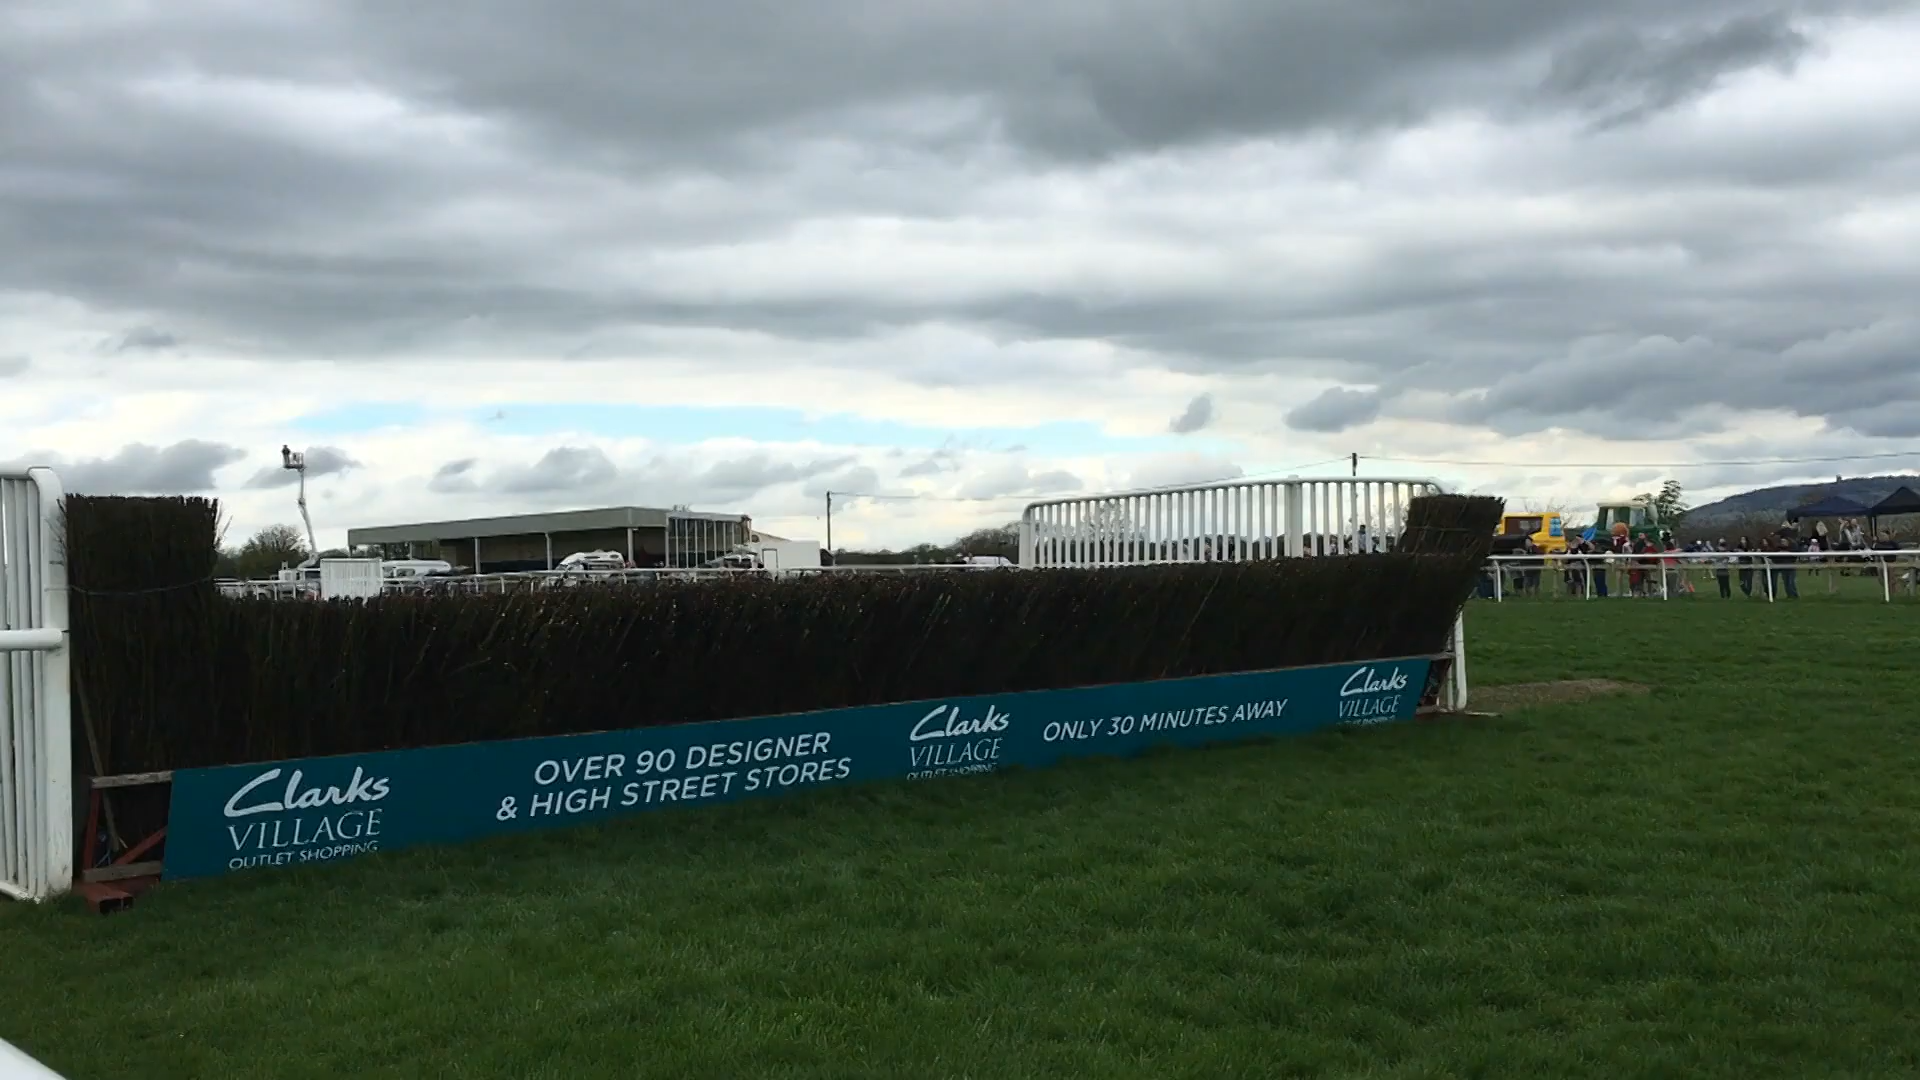 Clarks
VILLAGE
OUTLET SHOPPING
OVER 90 DESIGNER
& HIGH STREET STORES
Clarks
VILLAGE
OUTLET SHOPPING
ONLY 30 MINUTES AWAY
Clarks
VILLAGE
OUTLET SHOPPING